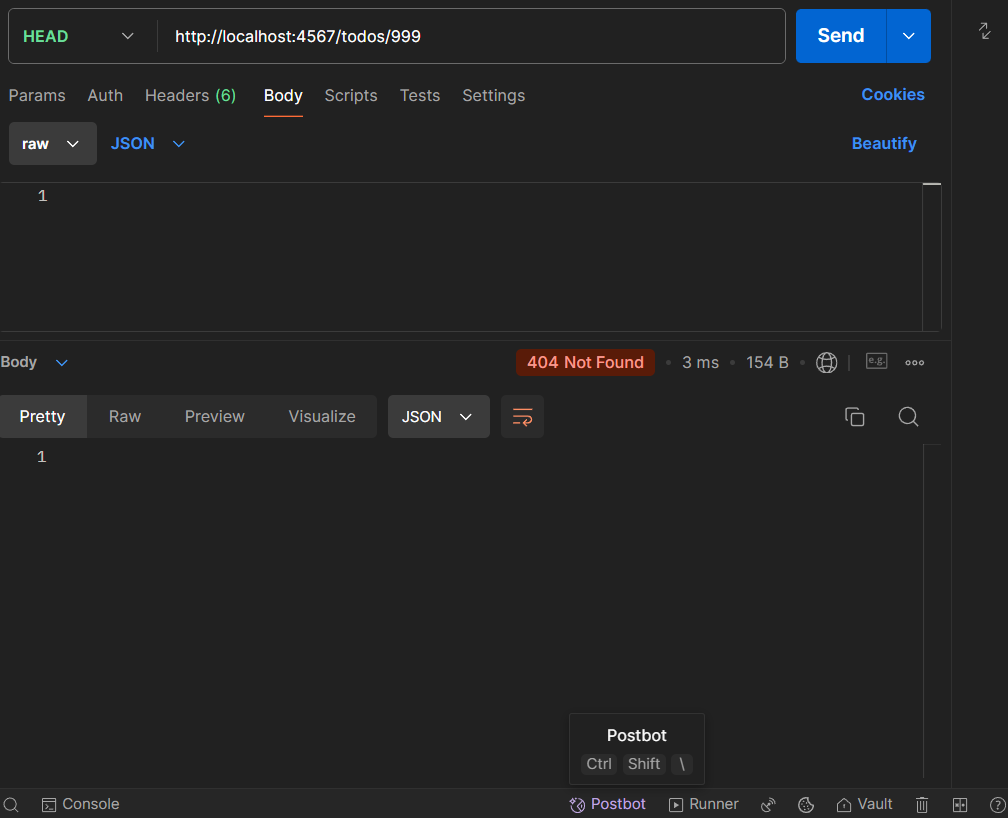 HEAD http://localhost:4567/todos/999 Send
Params Auth Headers (6) Body Scripts Tests Settings Cookies
raw JSON Beautify
1
Body 404 Not Found • 3 ms • 154 B • e.g.
Pretty Raw Preview Visualize JSON
1
Postbot
Ctrl Shift \
Console Postbot Runner Vault ?